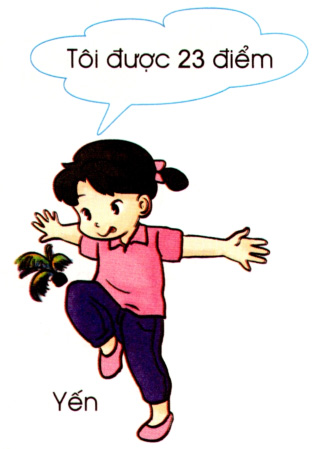 Tôi được 23 điểm
Yến